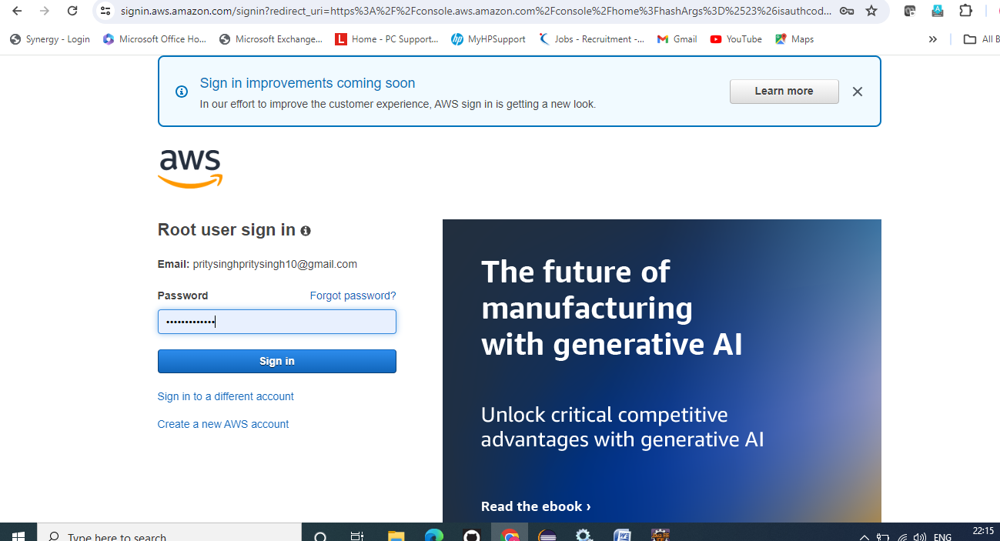 signin.aws.amazon.com/signin?redirect_uri=https%3A%2F%2Fconsole.aws.amazon.com%2Fconsole%2Fhome%3FhashArgs%3D%2523%26isauthcod...
Synergy - Login Microsoft Office Ho... Microsoft Exchange... L Home - PC Support... hp MyHPSupport Jobs - Recruitment -... Gmail YouTube Maps » All B
Sign in improvements coming soon
In our effort to improve the customer experience, AWS sign in is getting a new look.
Learn more
aws
Root user sign in
Email: pritysinghpritysingh10@gmail.com
Password Forgot password?
•••••••••••••
Sign in
Sign in to a different account
Create a new AWS account
The future of
manufacturing
with generative AI
Unlock critical competitive
advantages with generative AI
Read the ebook ›
Type here to search
ENG
22:15